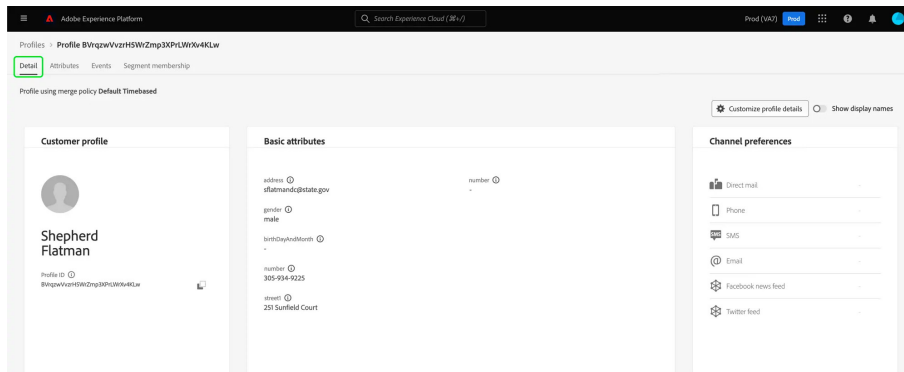 Adobe Experience Platform
Search Experience Cloud (⌘+/)
Prod (VA7) Prod
Profiles > Profile BVrqzwVvzrH5WrZmp3XPrLWrXv4KLw
Detail Attributes Events Segment membership
Profile using merge policy Default Timebased
Customize profile details Show display names
Customer profile
Shepherd
Flatman
Profile ID
BVrqzwVvzrH5WrZmp3XPrLWrXv4KLw
Basic attributes
address
sflatmandc@state.gov
number
-
gender
male
birthDayAndMonth
-
number
305-934-9225
street1
251 Sunfield Court
Channel preferences
Direct mail -
Phone -
SMS SMS -
Email -
Facebook news feed -
Twitter feed -